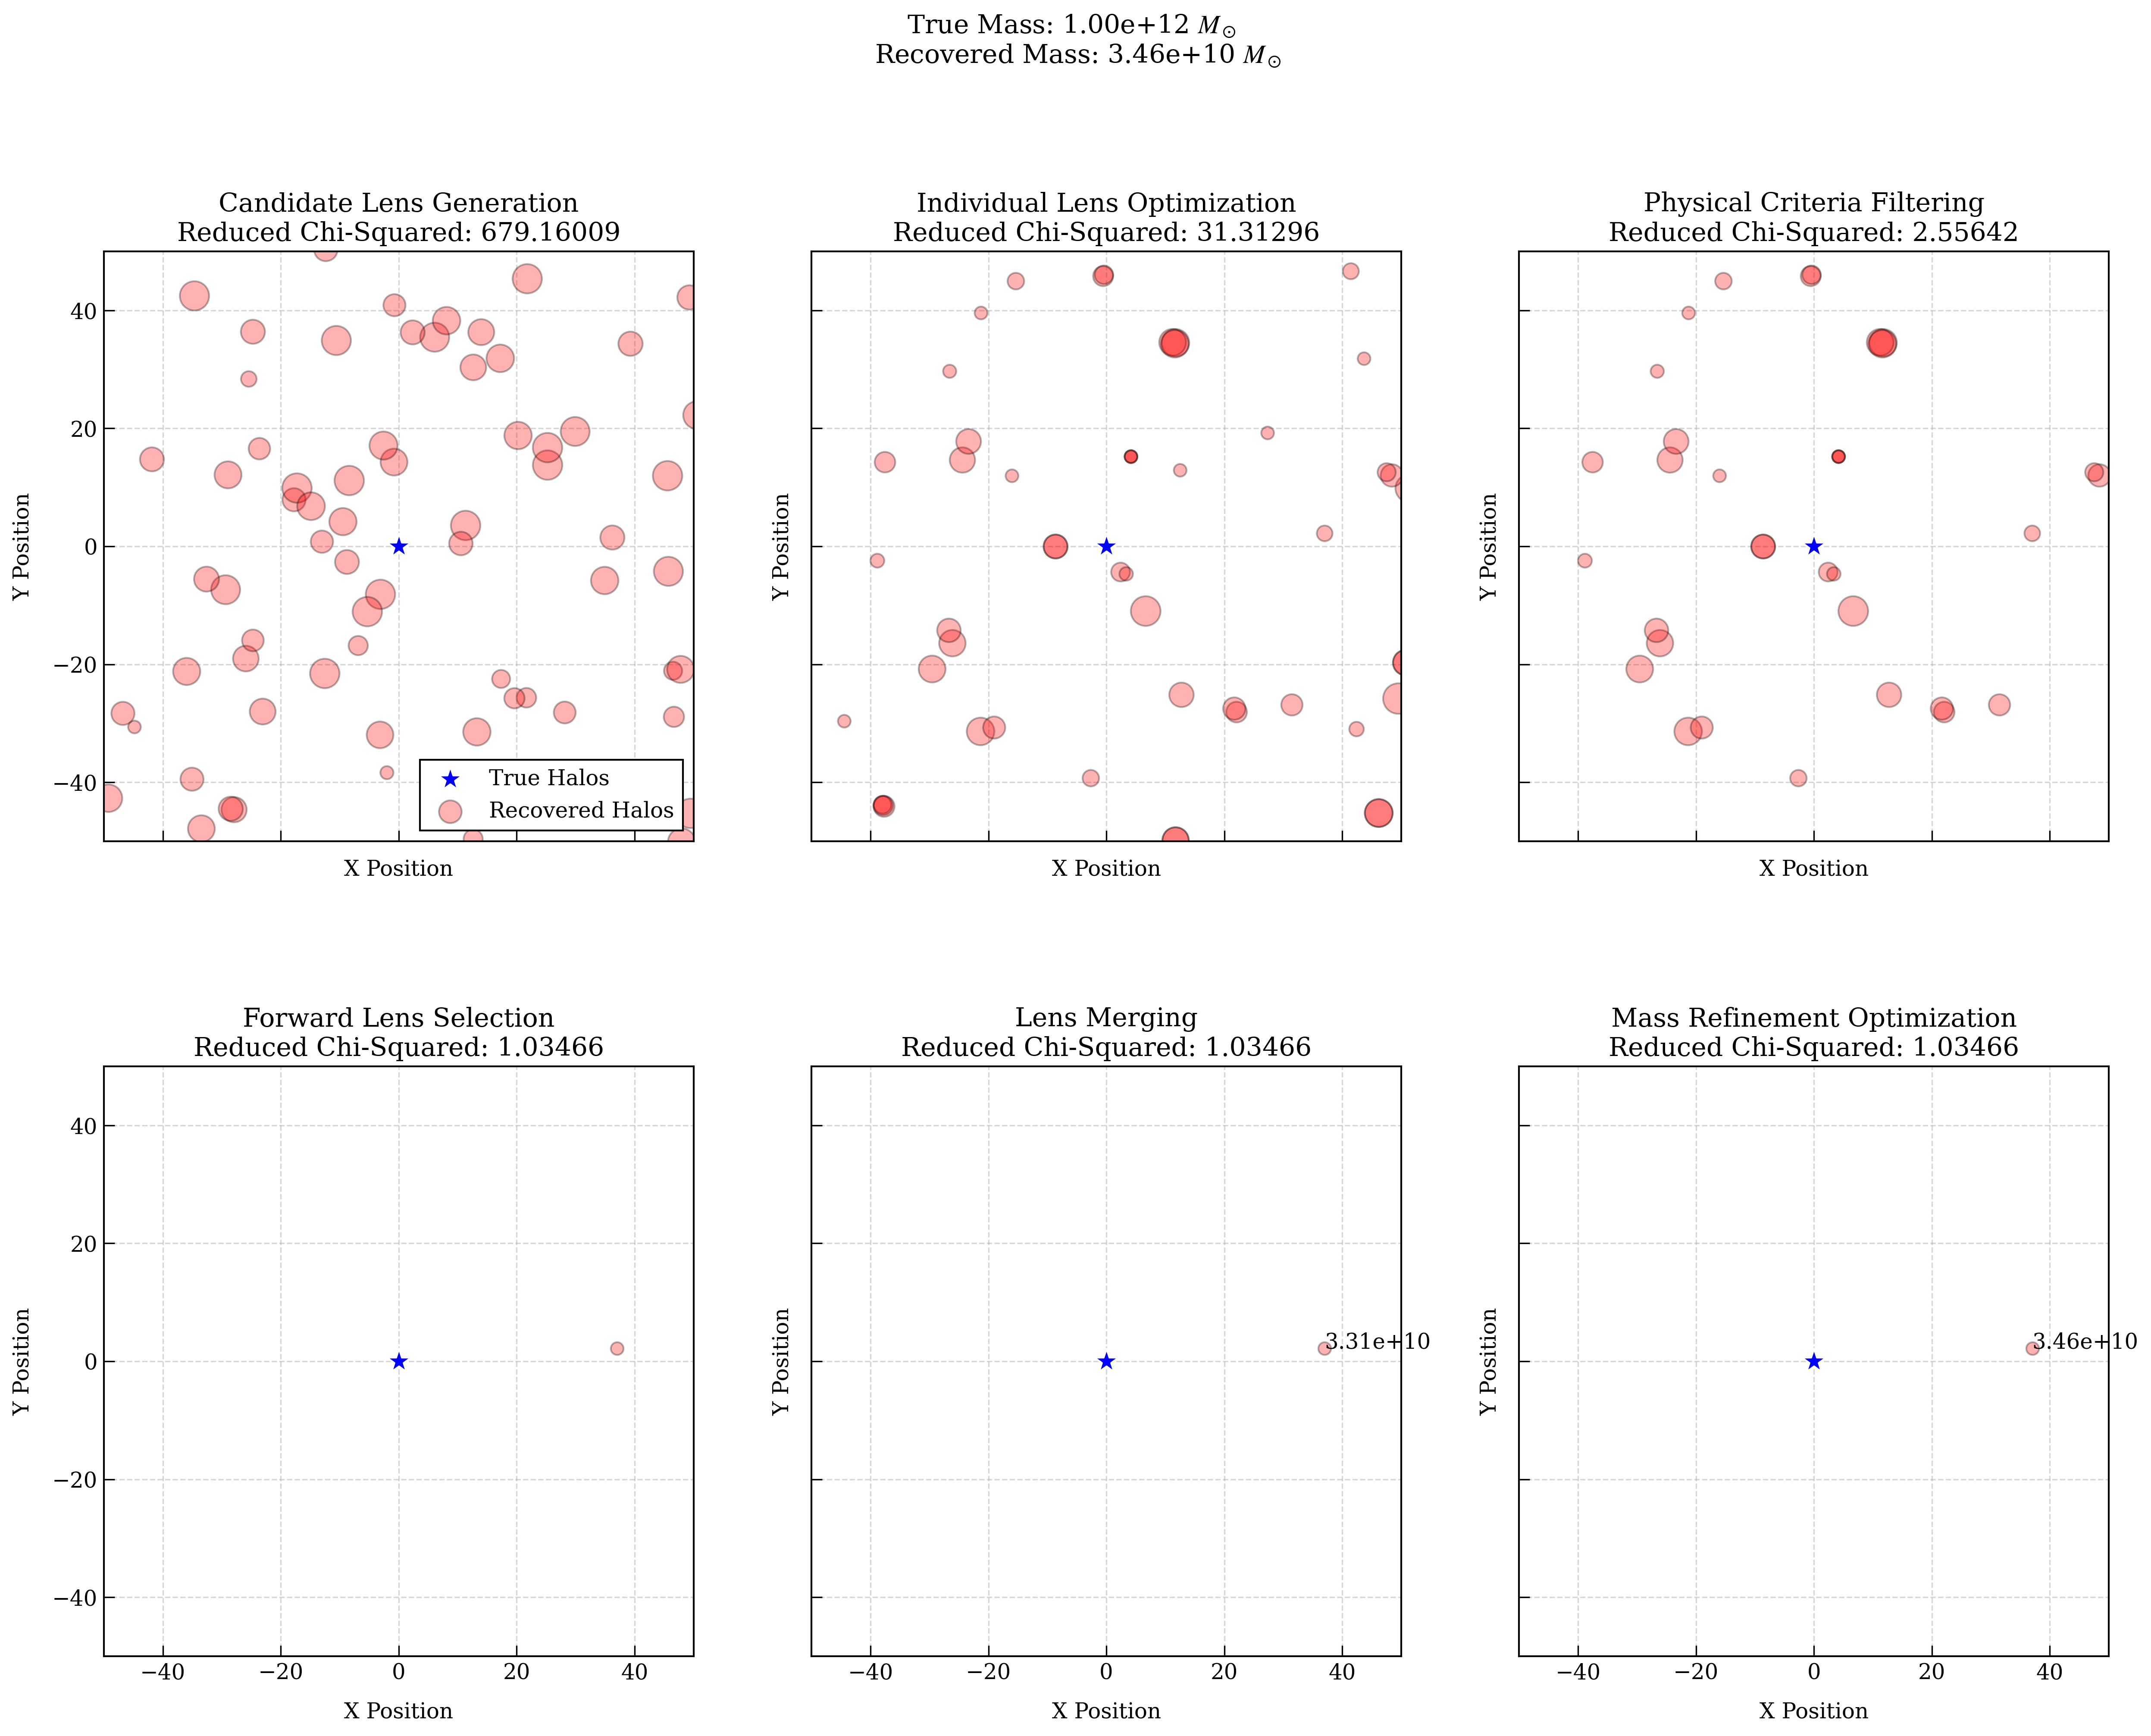 True Mass: 1.00e+12 M☉
Recovered Mass: 3.46e+10 M☉
Candidate Lens Generation
Reduced Chi-Squared: 679.16009
40
20
0
−20
−40
Y Position
X Position
True Halos
Recovered Halos
Individual Lens Optimization
Reduced Chi-Squared: 31.31296
Y Position
X Position
Physical Criteria Filtering
Reduced Chi-Squared: 2.55642
Y Position
X Position
Forward Lens Selection
Reduced Chi-Squared: 1.03466
40
20
0
−20
−40
Y Position
−40 −20 0 20 40
X Position
Lens Merging
Reduced Chi-Squared: 1.03466
3.31e+10
Y Position
−40 −20 0 20 40
X Position
Mass Refinement Optimization
Reduced Chi-Squared: 1.03466
3.46e+10
Y Position
−40 −20 0 20 40
X Position